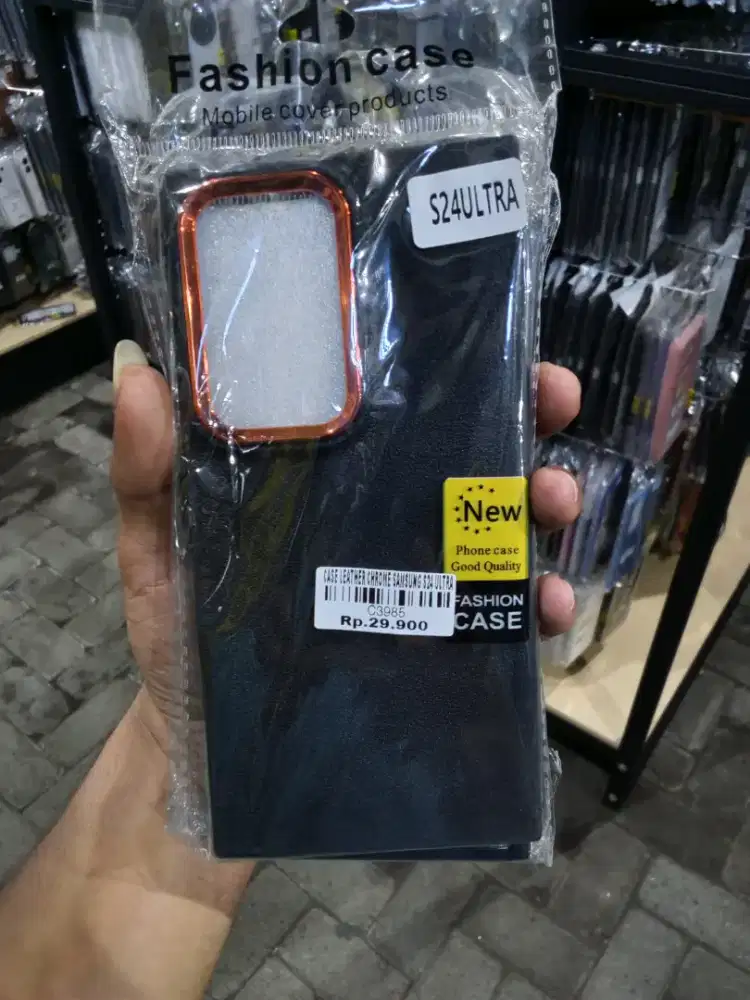 Fashion case
Mobile cover products
S24ULTRA
New
Phone case
Good Quality
CASE LEATHER CHROME SAMSUNG S24 ULTRA
C3985
Rp.29.900
FASHION
CASE